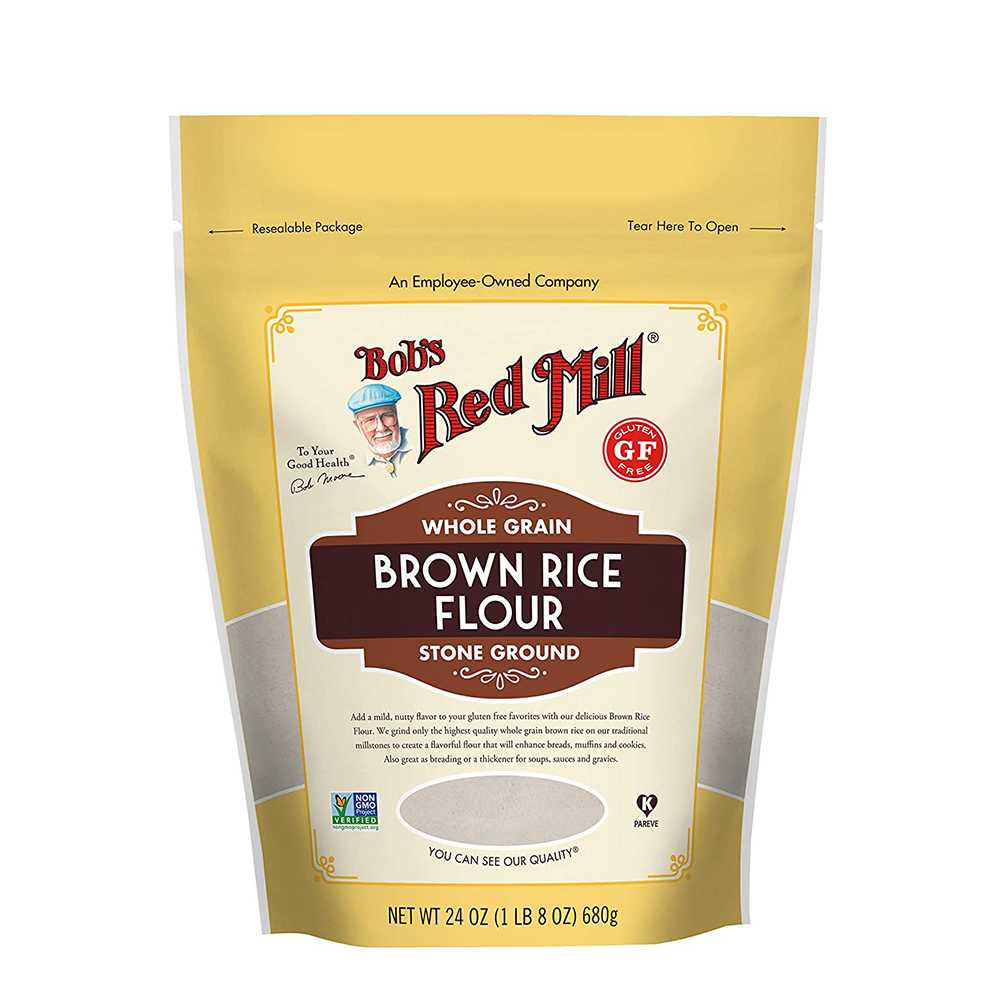 Resealable Package
Tear Here To Open
An Employee-Owned Company
Bob's
Red Mill®
To Your
Good Health®
Bob Moore
GLUTEN
GF
FREE
WHOLE GRAIN
BROWN RICE
FLOUR
STONE GROUND
Add a mild, nutty flavor to your gluten free favorites with our delicious Brown Rice
Flour. We grind only the highest quality whole grain brown rice on our traditional
millstones to create a flavorful flour that will enhance breads, muffins and cookies.
Also great as breading or a thickener for soups, sauces and gravies.
NON
GMO
Project
VERIFIED
nongmoproject.org
K
PAREVE
YOU CAN SEE OUR QUALITY®
NET WT 24 OZ (1 LB 8 OZ) 680g